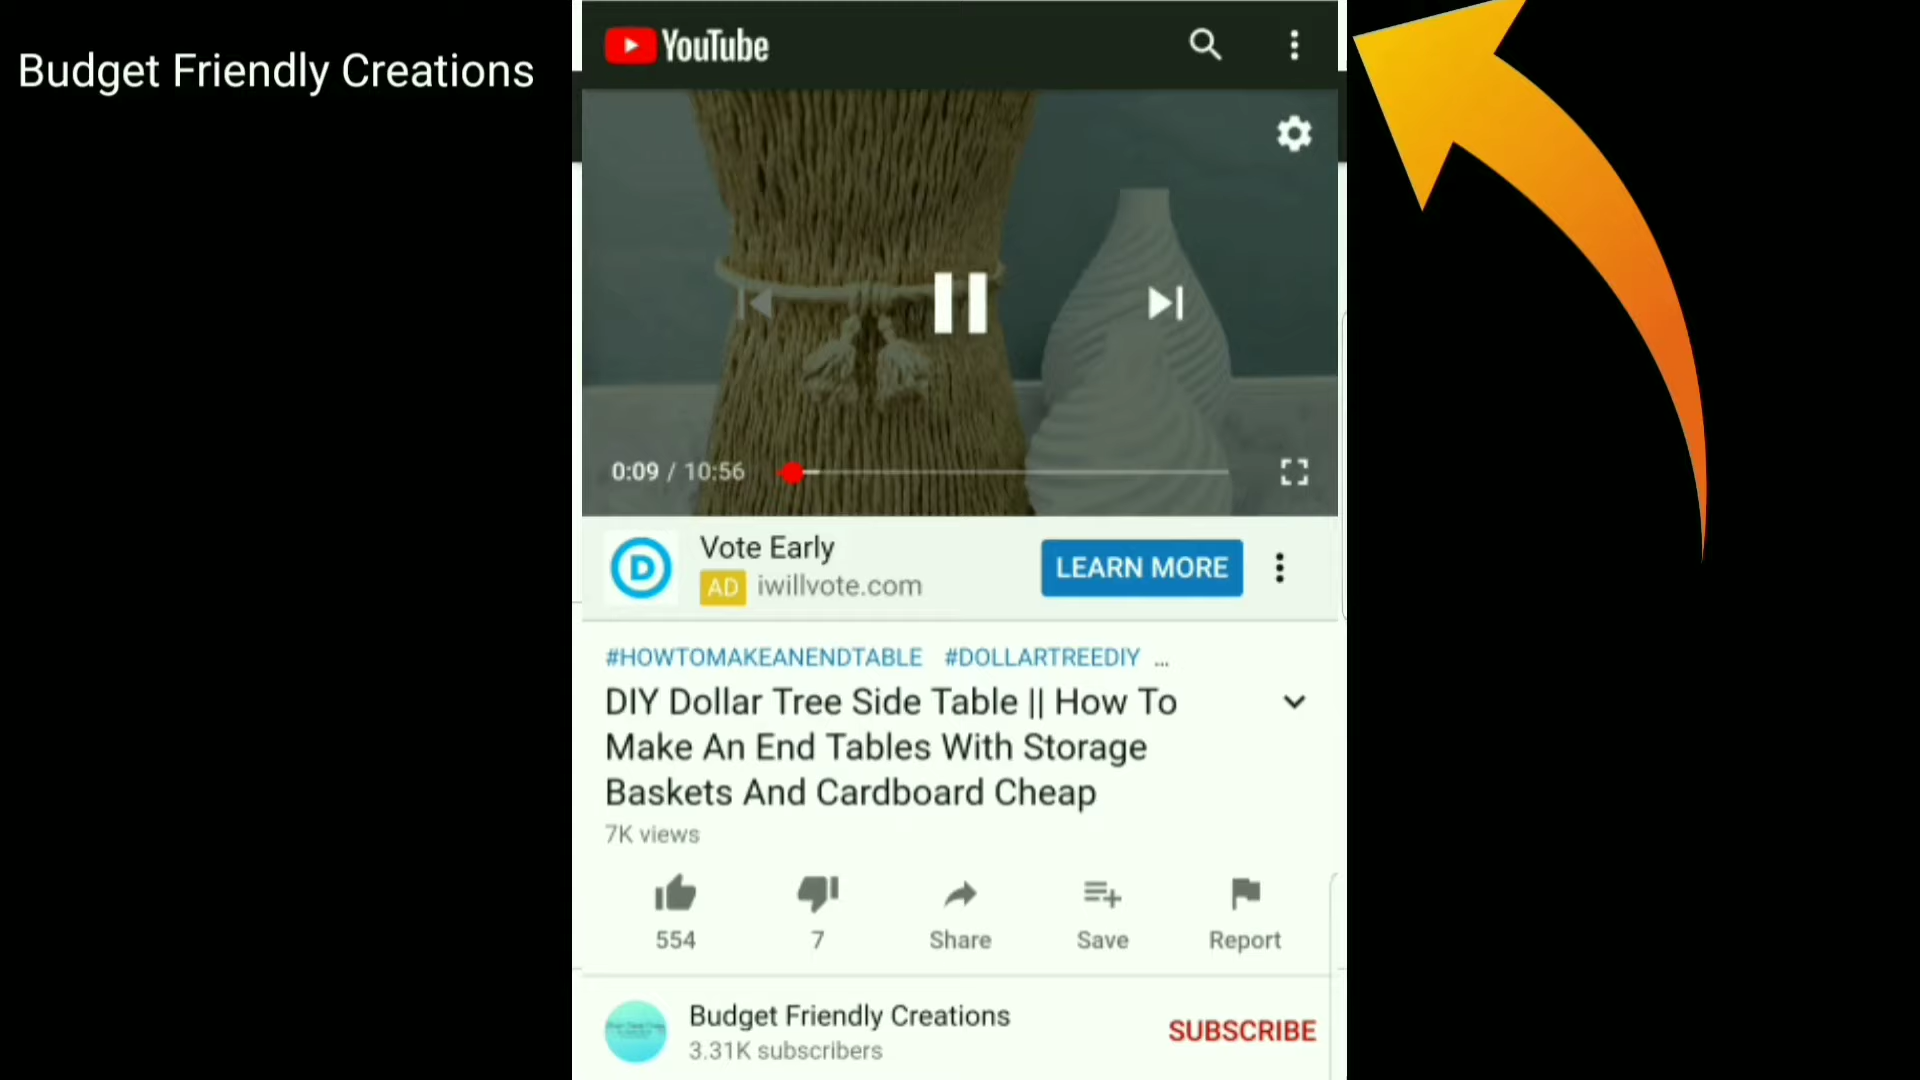 Budget Friendly Creations
YouTube
0:09 / 10:56
D
Vote Early
AD iwillvote.com
LEARN MORE
#HOWTOMAKEANENDTABLE #DOLLARTREEDIY ...
DIY Dollar Tree Side Table || How To
Make An End Tables With Storage
Baskets And Cardboard Cheap
7K views
554
7
Share
Save
Report
Budget Friendly Creations
3.31K subscribers
SUBSCRIBE